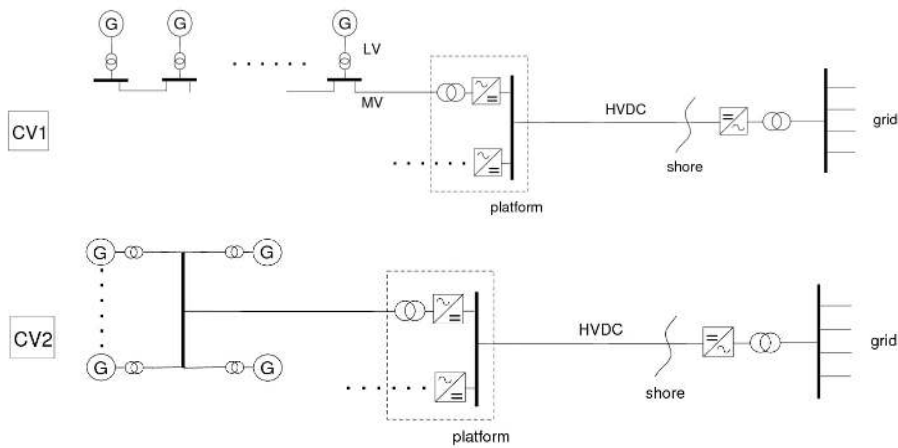 G G G
LV
MV
CV1
HVDC
shore
grid
platform
G G
CV2
HVDC
shore
grid
G G
platform